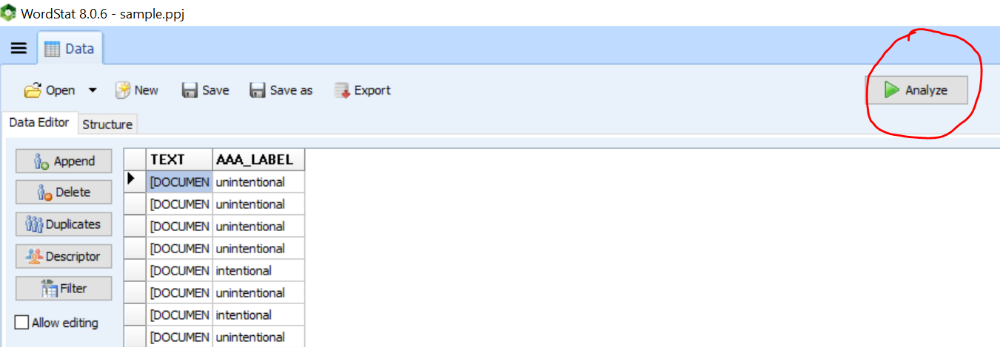 WordStat 8.0.6 - sample.ppj
Data
Open New Save Save as Export Analyze
Data Editor Structure
Append
Delete
Duplicates
Descriptor
Filter
Allow editing
TEXT AAA_LABEL
[DOCUMEN unintentional
[DOCUMEN unintentional
[DOCUMEN unintentional
[DOCUMEN unintentional
[DOCUMEN intentional
[DOCUMEN unintentional
[DOCUMEN intentional
[DOCUMEN unintentional